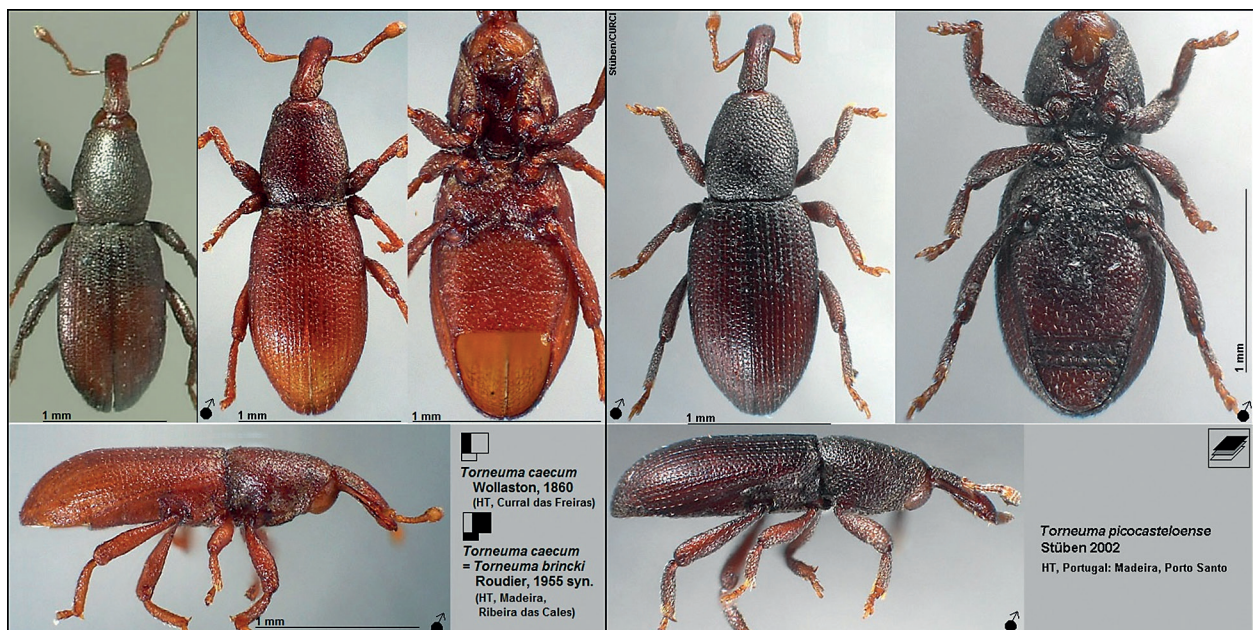 Stüben/CURCI
1 mm
1 mm
1 mm
1 mm
1 mm
1 mm
Torneuma caecum
Wollaston, 1860
(HT, Curral das Freiras)
Torneuma caecum
= Torneuma brincki
Roudier, 1955 syn.
(HT, Madeira,
Ribeira das Cales)
Torneuma picocasteloense
Stüben 2002
HT, Portugal: Madeira, Porto Santo